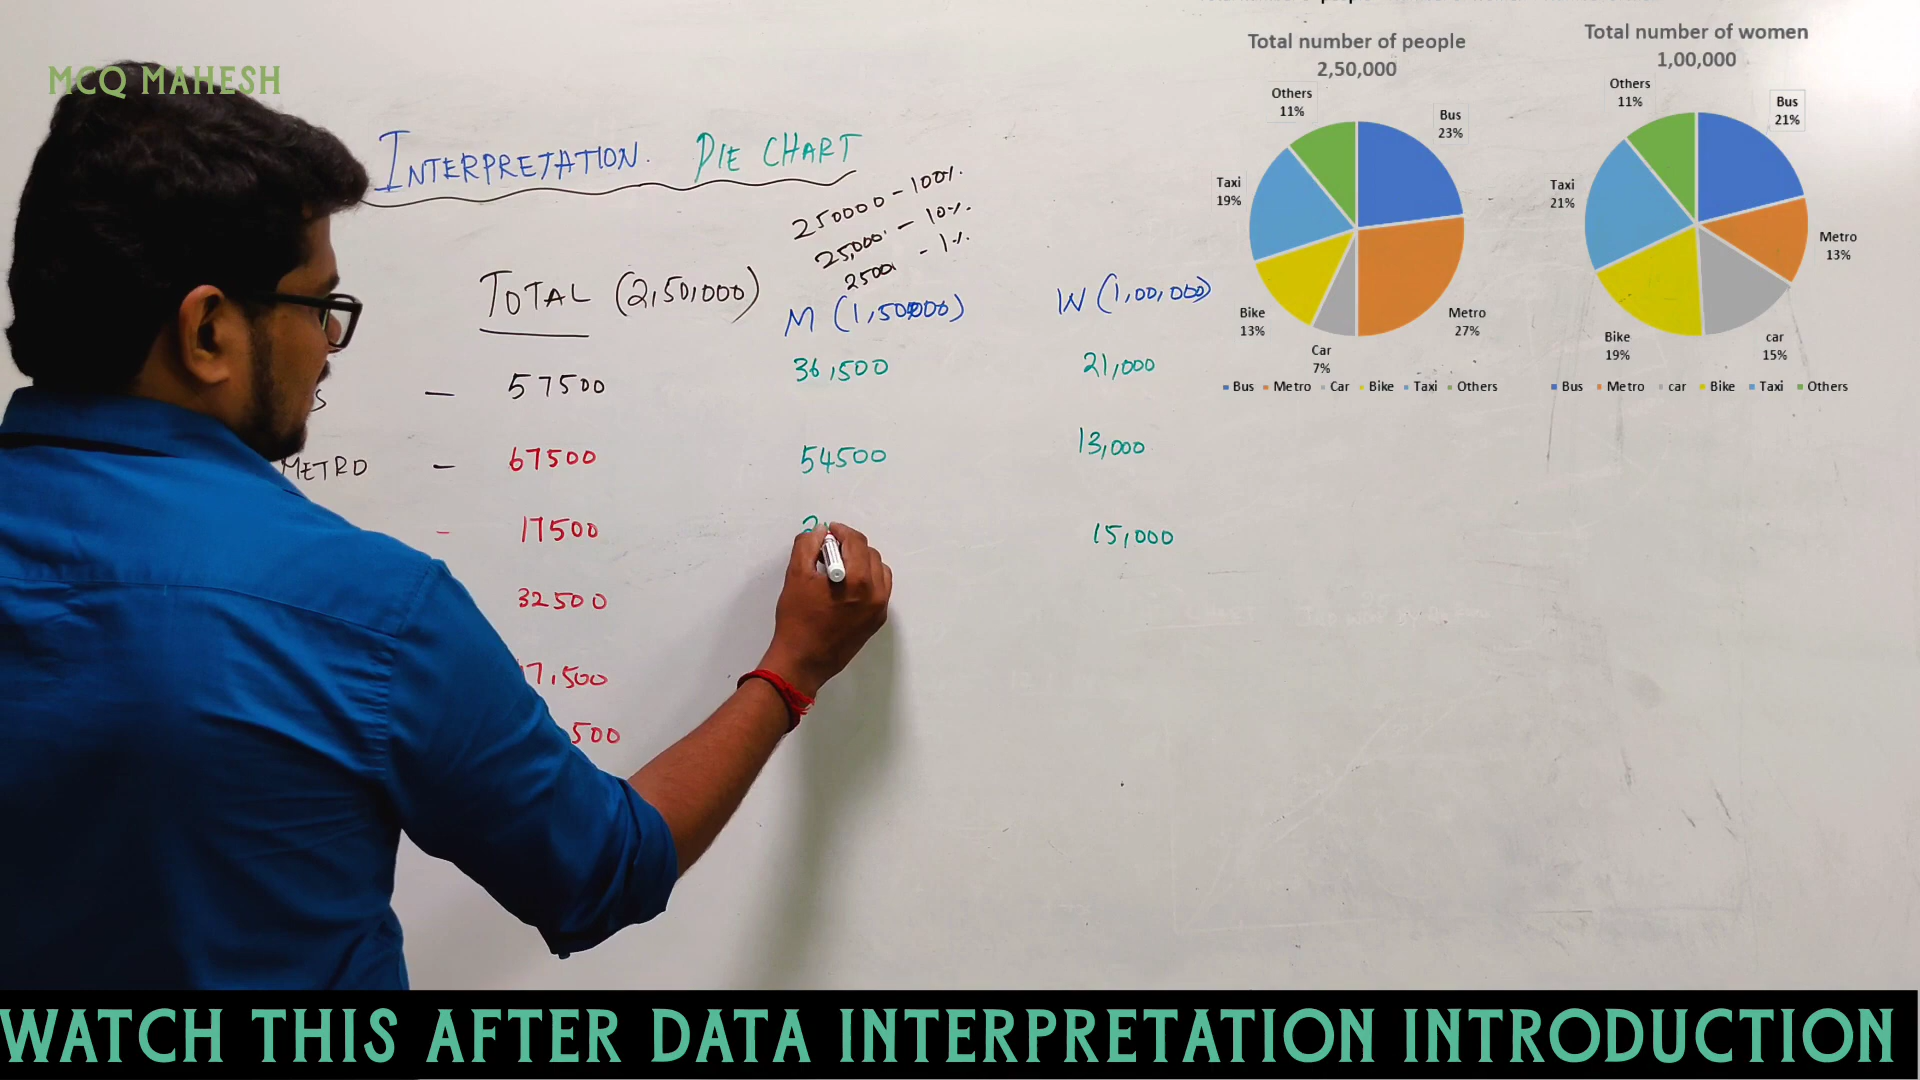 MCQ MAHESH
INTERPRETATION. PIE CHART
250000 - 100%.
25,000 - 10%.
2500 - 1%.
TOTAL (2,50,000) M (1,50,000) W (1,00,000)
— 57500 36,500 21,000
METRO — 67500 54500 13,000
- 17500 15,000
32500
7,500
500
Total number of people
2,50,000
Others
11%
Bus
23%
Taxi
19%
Bike
13%
Car
7%
Metro
27%
Bus Metro Car Bike Taxi Others
Total number of women
1,00,000
Others
11%
Bus
21%
Taxi
21%
Metro
13%
Bike
19%
car
15%
Bus Metro car Bike Taxi Others
WATCH THIS AFTER DATA INTERPRETATION INTRODUCTION